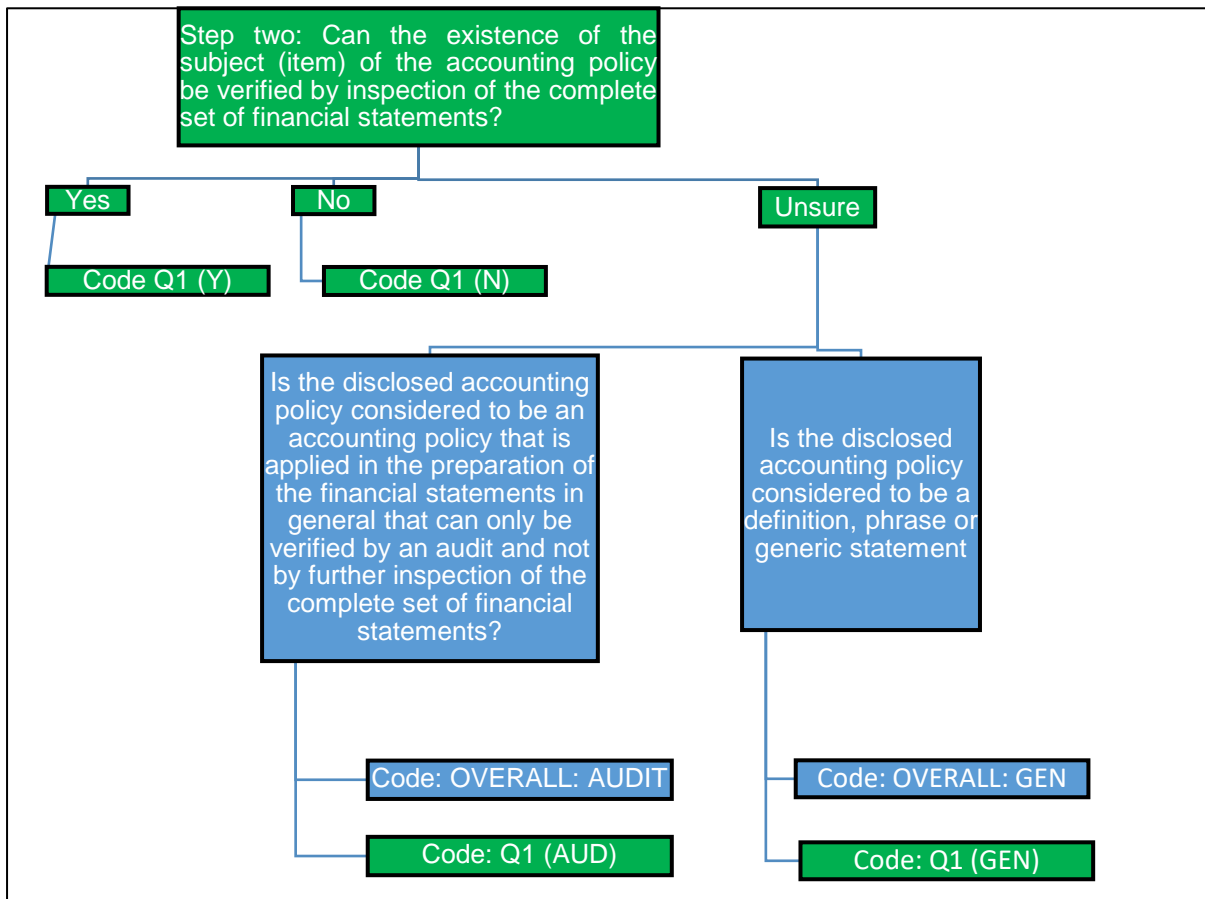 Step two: Can the existence of the
subject (item) of the accounting policy
be verified by inspection of the complete
set of financial statements?
Yes
No
Unsure
Code Q1 (Y)
Code Q1 (N)
Is the disclosed accounting
policy considered to be an
accounting policy that is
applied in the preparation of
the financial statements in
general that can only be
verified by an audit and not
by further inspection of the
complete set of financial
statements?
Is the disclosed
accounting policy
considered to be a
definition, phrase or
generic statement
Code: OVERALL: AUDIT
Code: OVERALL: GEN
Code: Q1 (AUD)
Code: Q1 (GEN)